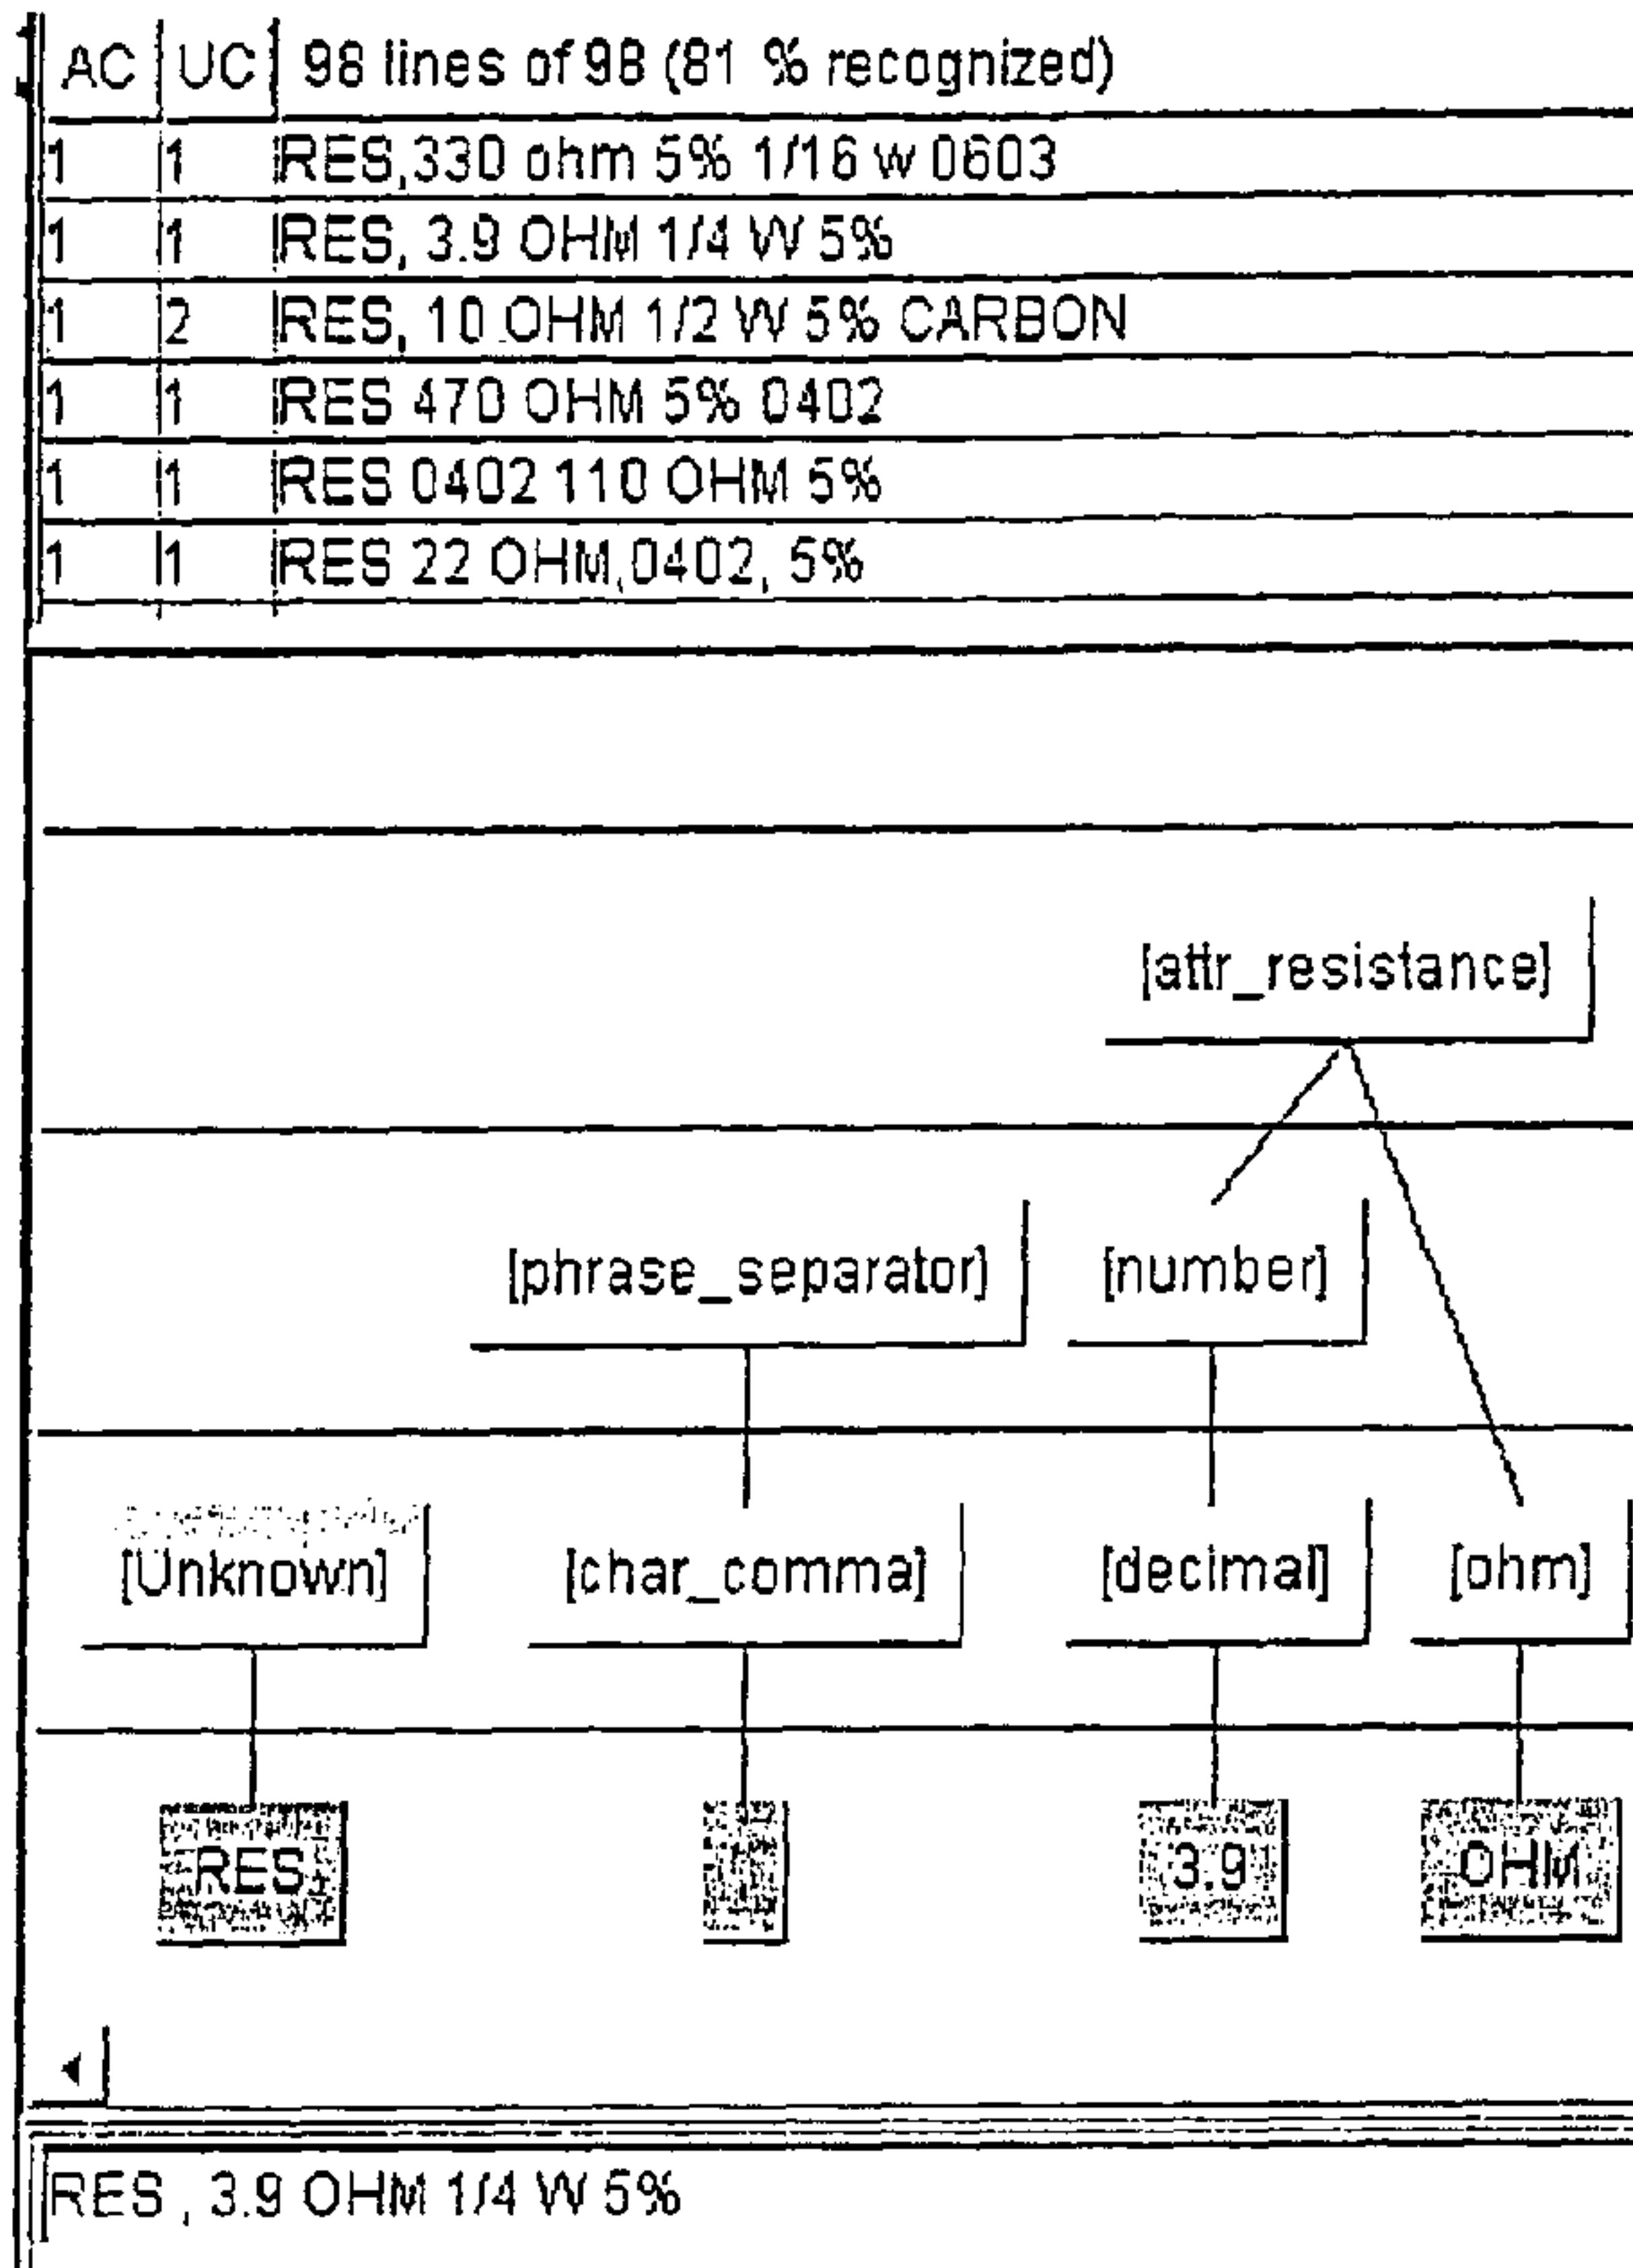 AC UC 98 lines of 98 (81 % recognized)
1 1 RES,330 ohm 5% 1/16 w 0603
1 1 RES, 3.9 OHM 1/4 W 5%
1 2 RES, 10 OHM 1/2 W 5% CARBON
1 1 RES 470 OHM 5% 0402
1 1 RES 0402 110 OHM 5%
1 1 RES 22 OHM,0402, 5%
[attr_resistance]
[phrase_separator] [number]
[Unknown] [char_comma] [decimal] [ohm]
RES 3.9 OHM
RES , 3.9 OHM 1/4 W 5%